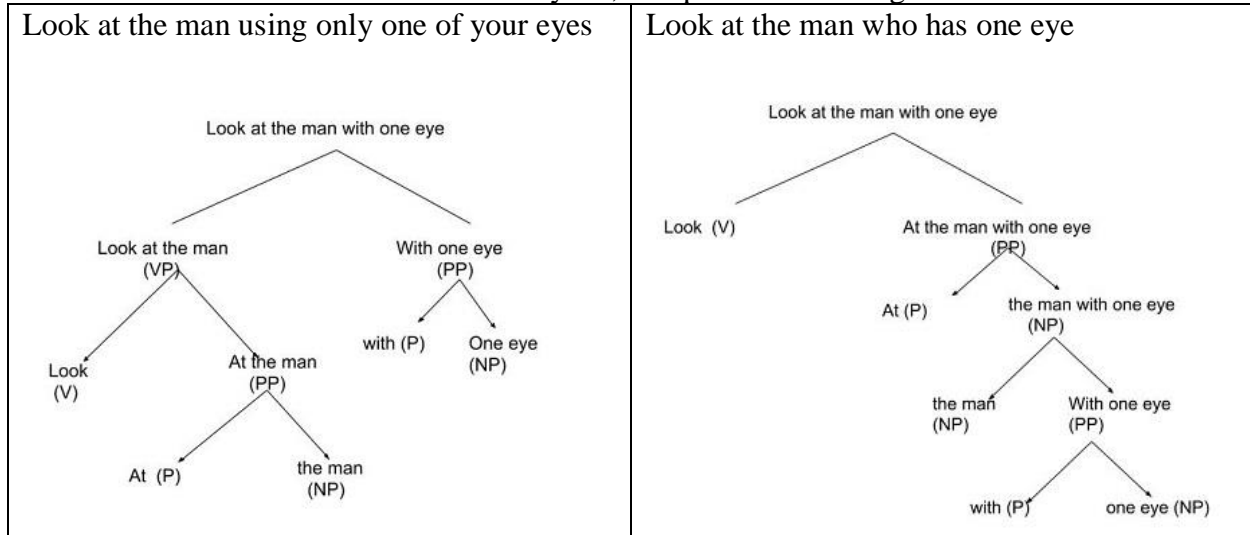 Look at the man using only one of your eyes
Look at the man with one eye
Look at the man
(VP)
With one eye
(PP)
with (P)
One eye
(NP)
Look
(V)
At the man
(PP)
At (P)
the man
(NP)
Look at the man who has one eye
Look at the man with one eye
Look (V)
At the man with one eye
(PP)
At (P)
the man with one eye
(NP)
the man
(NP)
With one eye
(PP)
with (P)
one eye (NP)